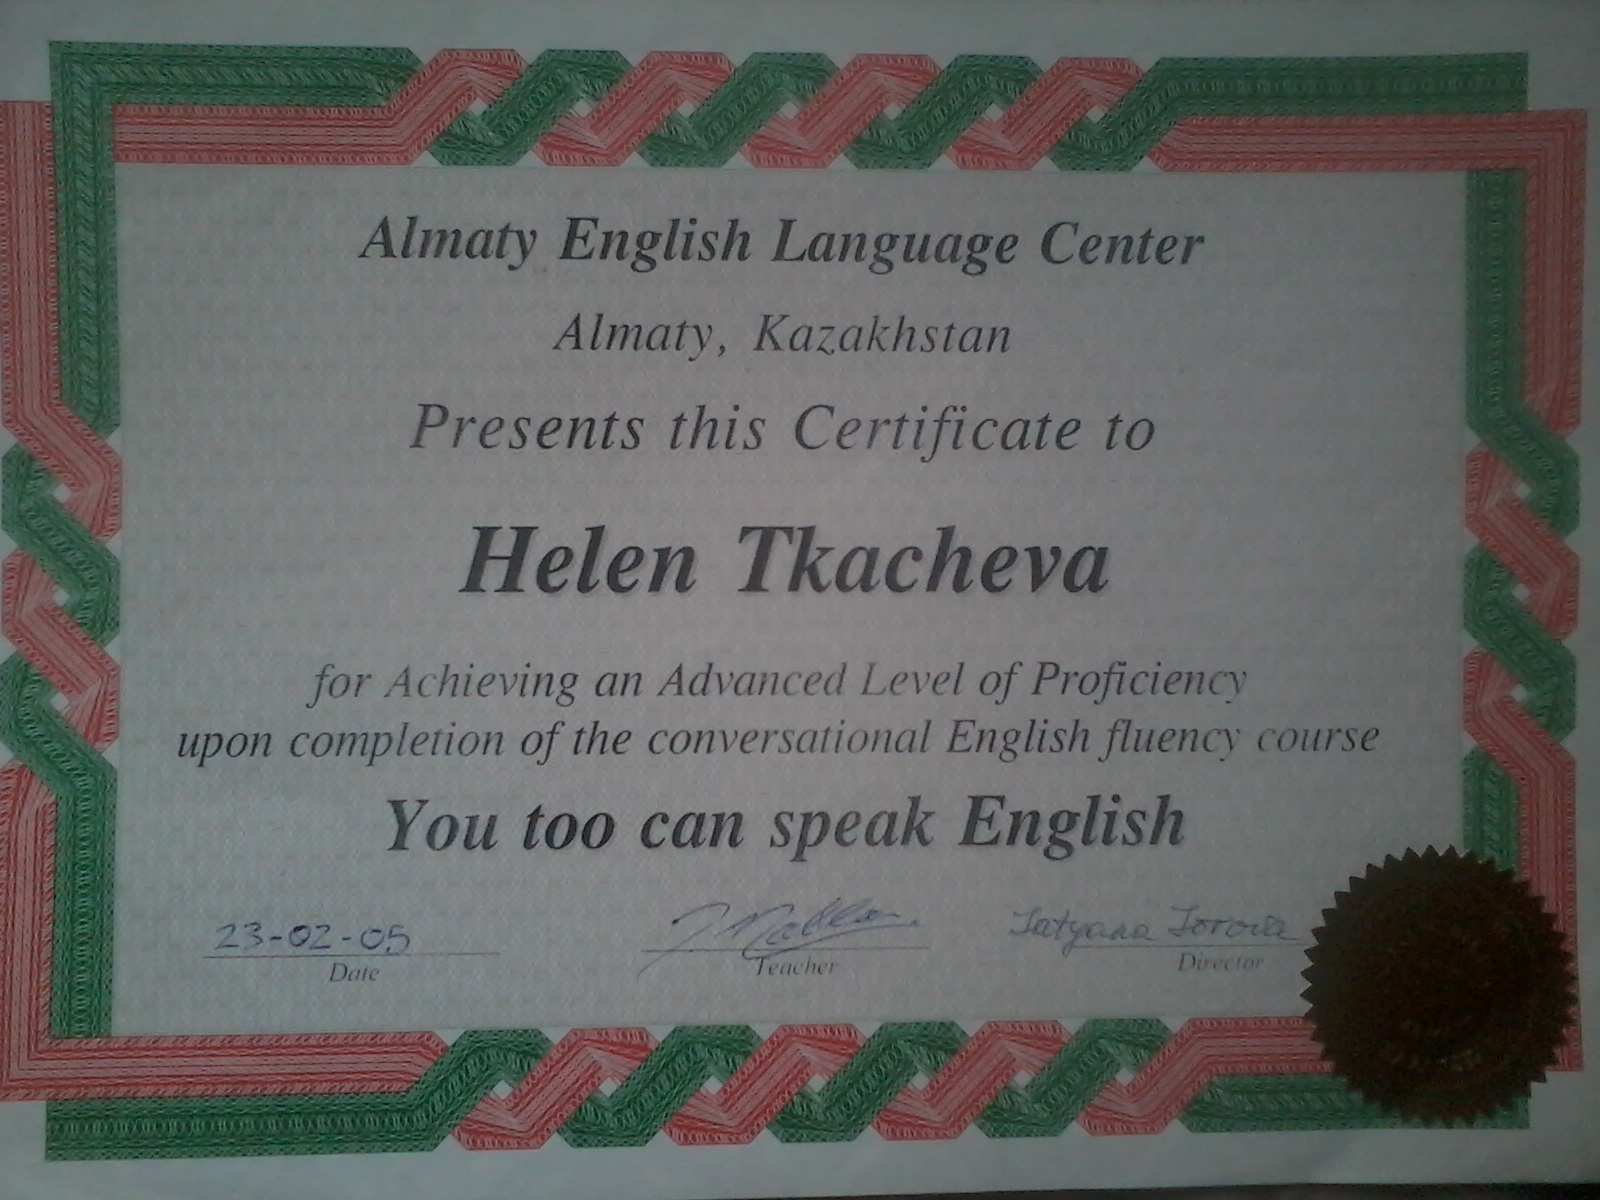 Almaty English Language Center
Almaty, Kazakhstan
Presents this Certificate to
Helen Tkacheva
for Achieving an Advanced Level of Proficiency
upon completion of the conversational English fluency course
You too can speak English
23-02-05
Tatyana
Date
Teacher
Director